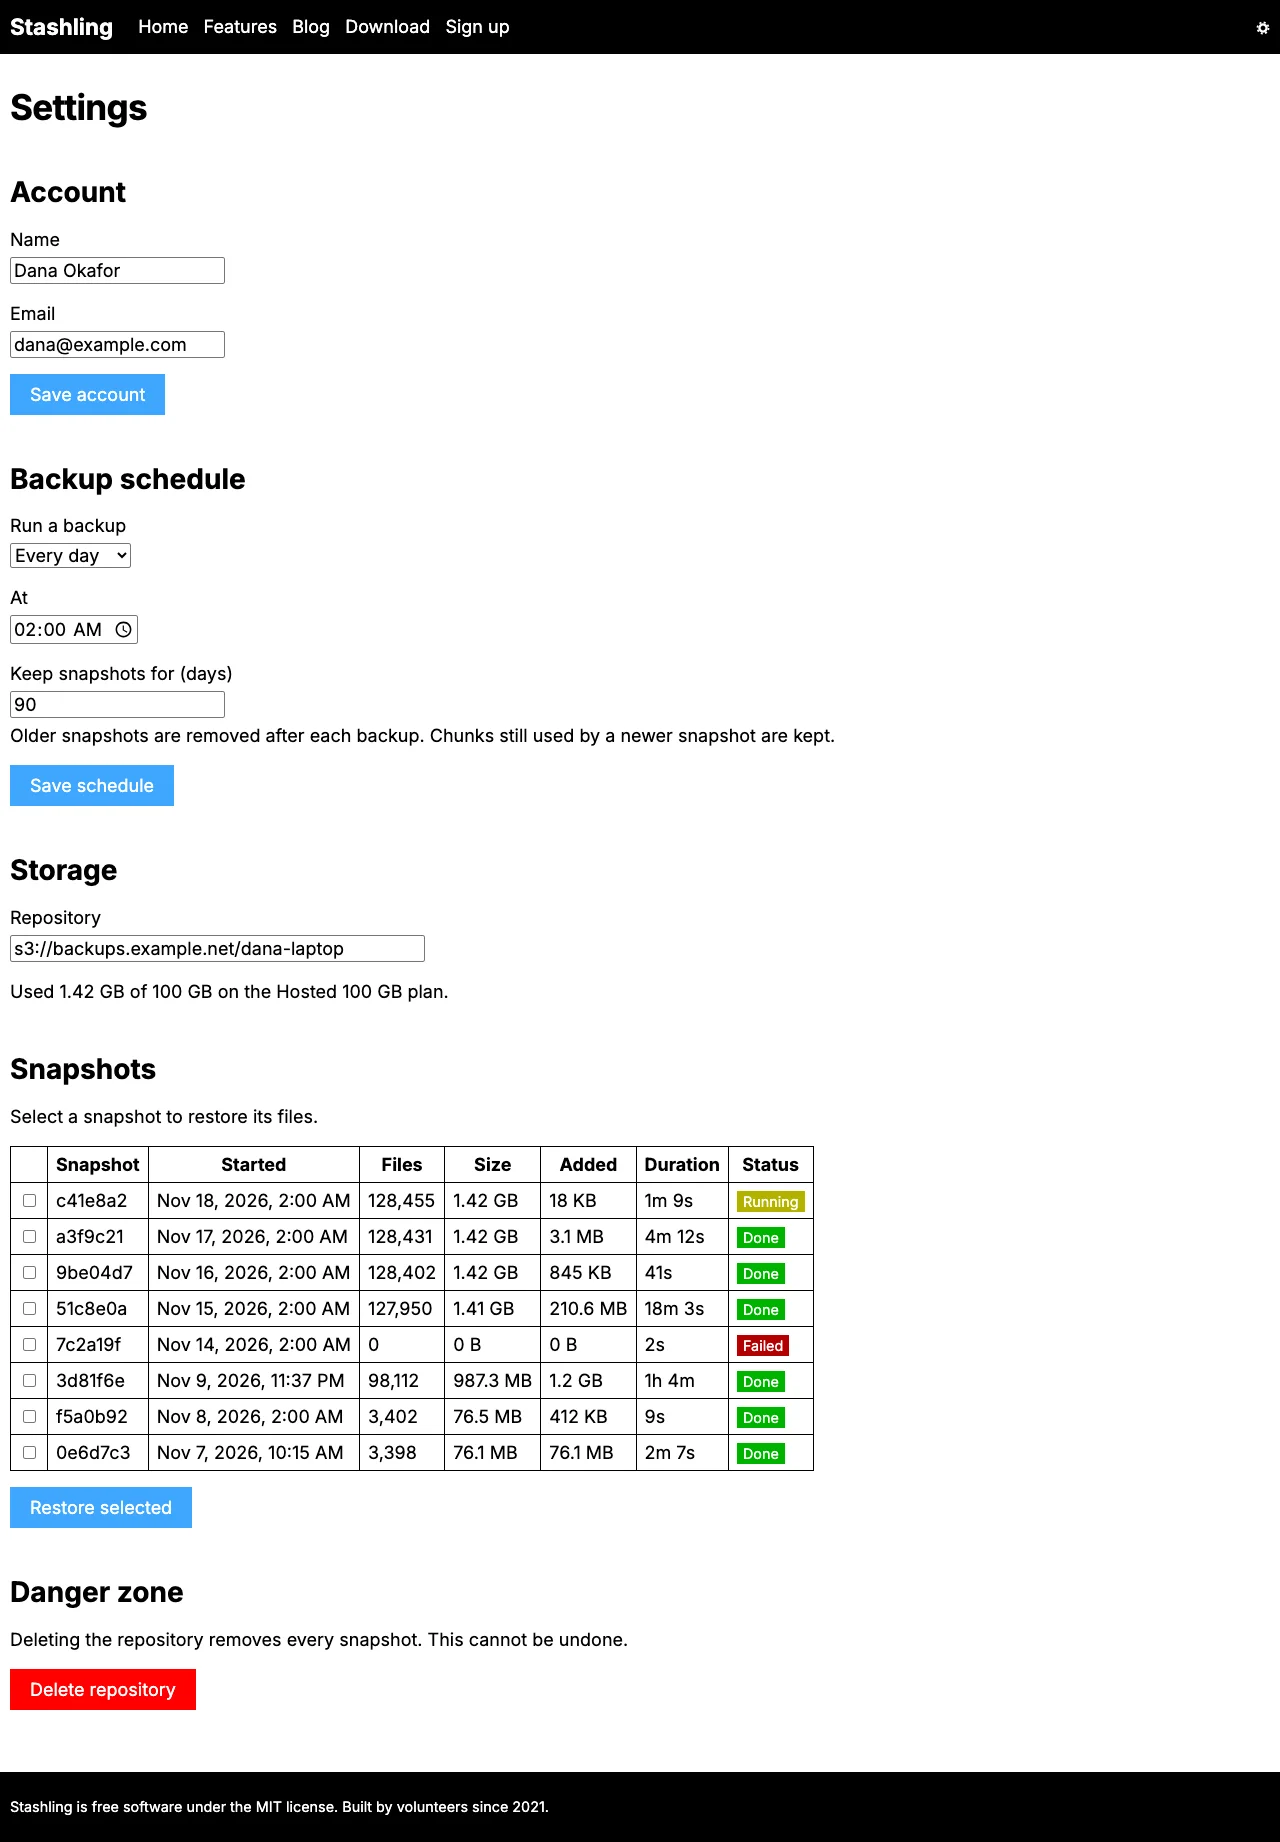 Stashling Home Features Blog Download Sign up
Settings
Account
Name
Dana Okafor
Email
dana@example.com
Save account
Backup schedule
Run a backup
Every day
At
02:00 AM
Keep snapshots for (days)
90
Older snapshots are removed after each backup. Chunks still used by a newer snapshot are kept.
Save schedule
Storage
Repository
s3://backups.example.net/dana-laptop
Used 1.42 GB of 100 GB on the Hosted 100 GB plan.
Snapshots
Select a snapshot to restore its files.
Snapshot Started Files Size Added Duration Status
c41e8a2 Nov 18, 2026, 2:00 AM 128,455 1.42 GB 18 KB 1m 9s Running
a3f9c21 Nov 17, 2026, 2:00 AM 128,431 1.42 GB 3.1 MB 4m 12s Done
9be04d7 Nov 16, 2026, 2:00 AM 128,402 1.42 GB 845 KB 41s Done
51c8e0a Nov 15, 2026, 2:00 AM 127,950 1.41 GB 210.6 MB 18m 3s Done
7c2a19f Nov 14, 2026, 2:00 AM 0 0 B 0 B 2s Failed
3d81f6e Nov 9, 2026, 11:37 PM 98,112 987.3 MB 1.2 GB 1h 4m Done
f5a0b92 Nov 8, 2026, 2:00 AM 3,402 76.5 MB 412 KB 9s Done
0e6d7c3 Nov 7, 2026, 10:15 AM 3,398 76.1 MB 76.1 MB 2m 7s Done
Restore selected
Danger zone
Deleting the repository removes every snapshot. This cannot be undone.
Delete repository
Stashling is free software under the MIT license. Built by volunteers since 2021.